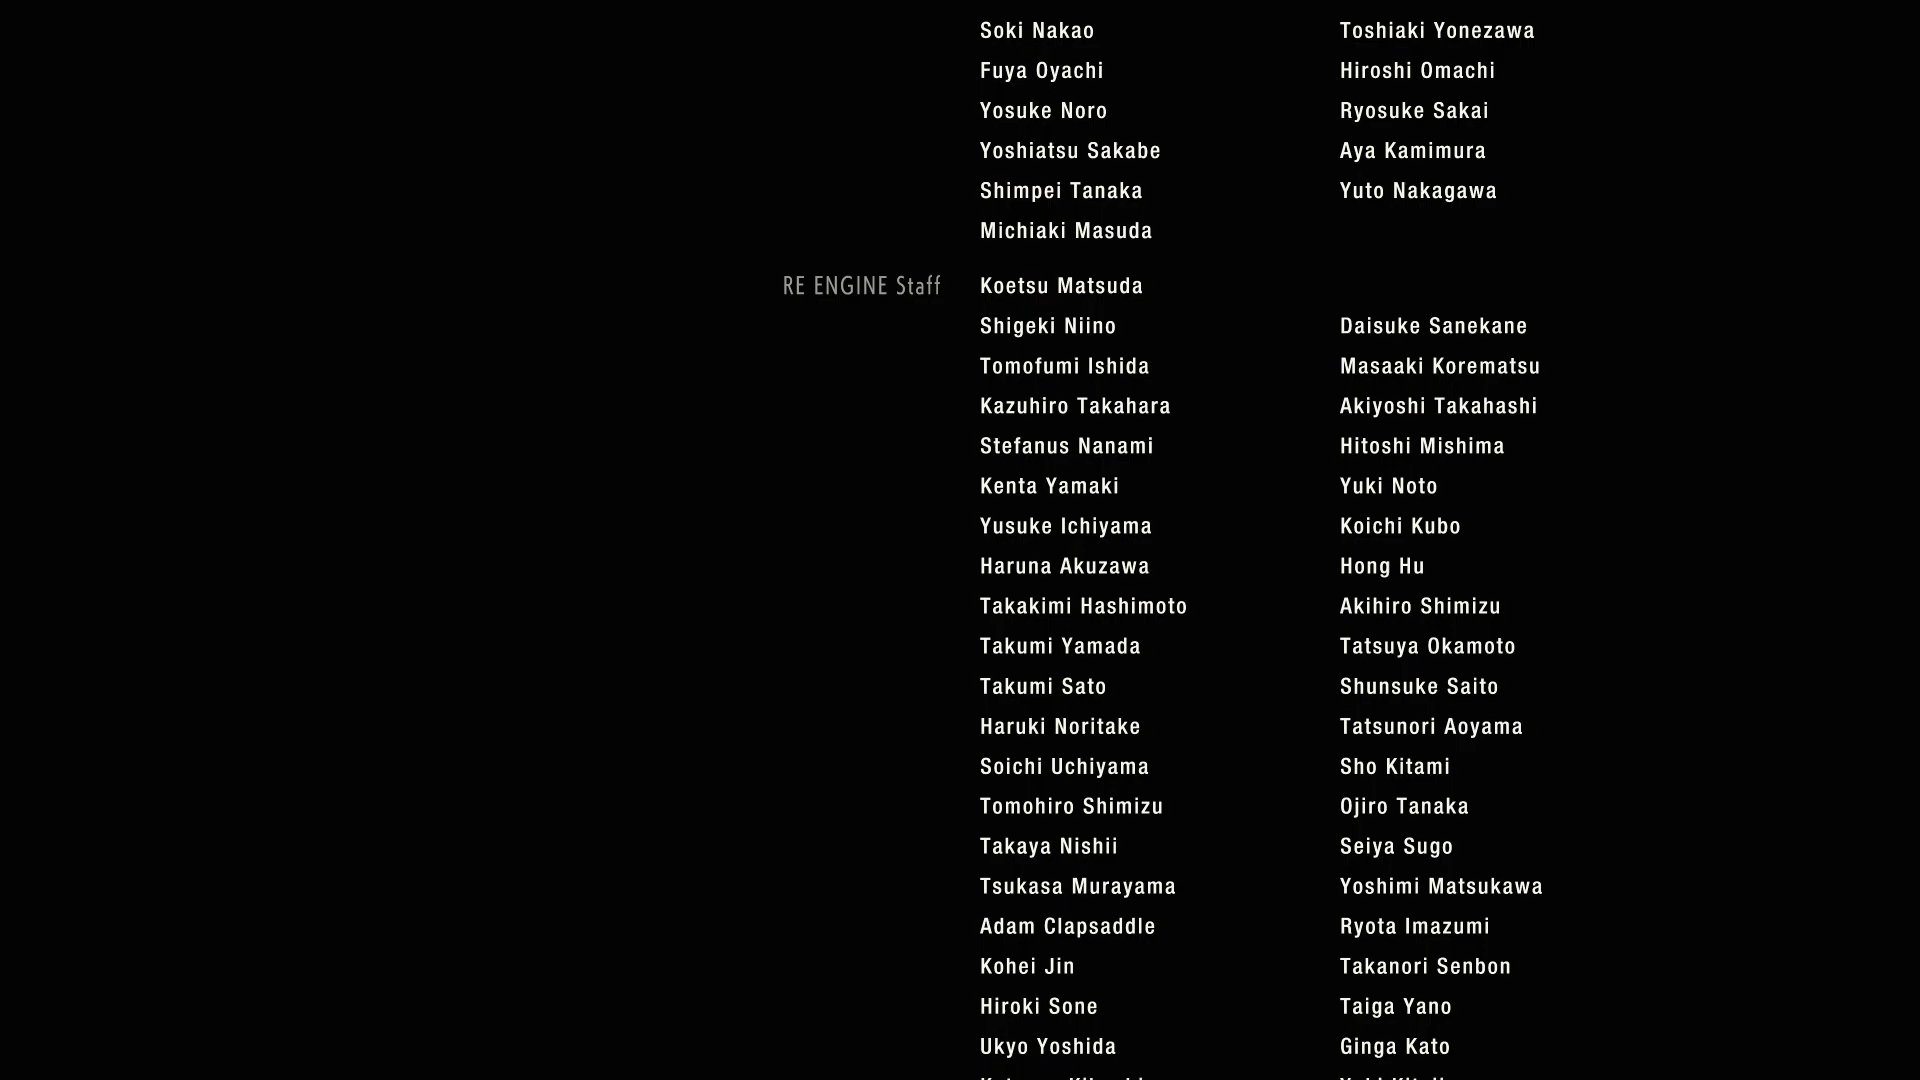 Soki Nakao Toshiaki Yonezawa
Fuya Oyachi Hiroshi Omachi
Yosuke Noro Ryosuke Sakai
Yoshiatsu Sakabe Aya Kamimura
Shimpei Tanaka Yuto Nakagawa
Michiaki Masuda
RE ENGINE Staff Koetsu Matsuda
Shigeki Niino Daisuke Sanekane
Tomofumi Ishida Masaaki Korematsu
Kazuhiro Takahara Akiyoshi Takahashi
Stefanus Nanami Hitoshi Mishima
Kenta Yamaki Yuki Noto
Yusuke Ichiyama Koichi Kubo
Haruna Akuzawa Hong Hu
Takakimi Hashimoto Akihiro Shimizu
Takumi Yamada Tatsuya Okamoto
Takumi Sato Shunsuke Saito
Haruki Noritake Tatsunori Aoyama
Soichi Uchiyama Sho Kitami
Tomohiro Shimizu Ojiro Tanaka
Takaya Nishii Seiya Sugo
Tsukasa Murayama Yoshimi Matsukawa
Adam Clapsaddle Ryota Imazumi
Kohei Jin Takanori Senbon
Hiroki Sone Taiga Yano
Ukyo Yoshida Ginga Kato